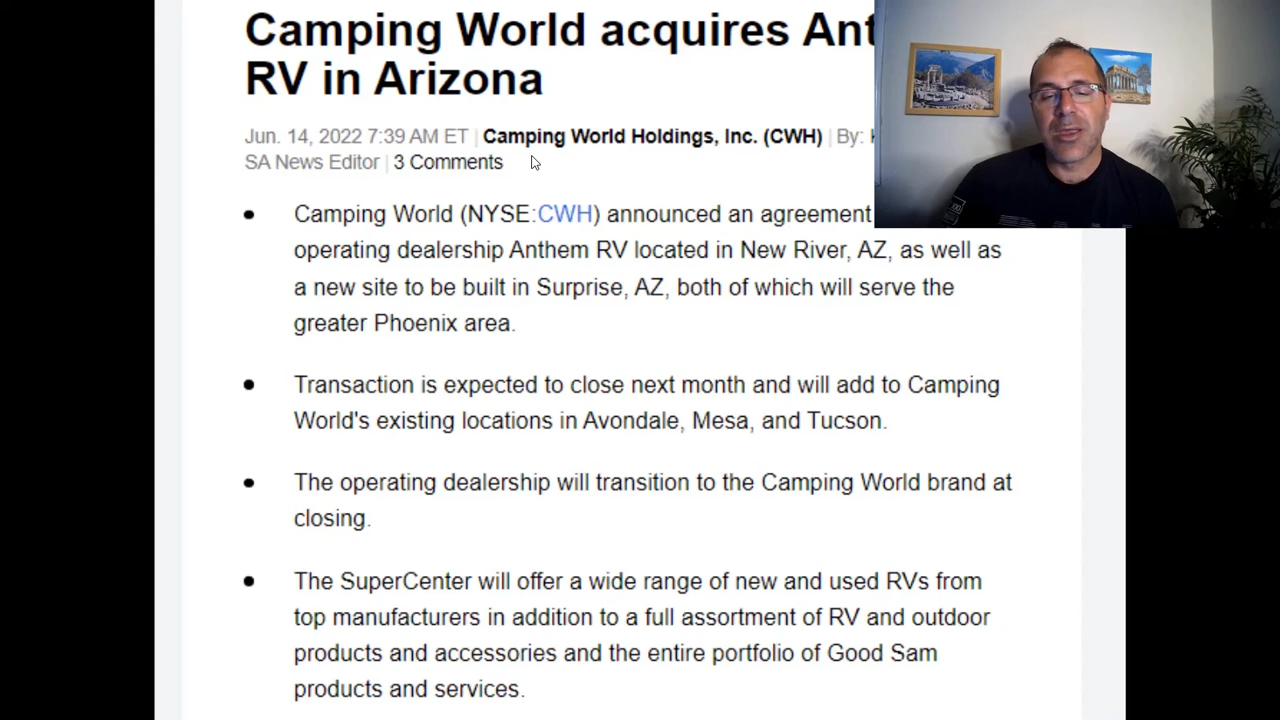 Camping World acquires Ant
RV in Arizona
Jun. 14, 2022 7:39 AM ET | Camping World Holdings, Inc. (CWH) | By:
SA News Editor | 3 Comments
• Camping World (NYSE:CWH) announced an agreement
operating dealership Anthem RV located in New River, AZ, as well as
a new site to be built in Surprise, AZ, both of which will serve the
greater Phoenix area.
• Transaction is expected to close next month and will add to Camping
World's existing locations in Avondale, Mesa, and Tucson.
• The operating dealership will transition to the Camping World brand at
closing.
• The SuperCenter will offer a wide range of new and used RVs from
top manufacturers in addition to a full assortment of RV and outdoor
products and accessories and the entire portfolio of Good Sam
products and services.